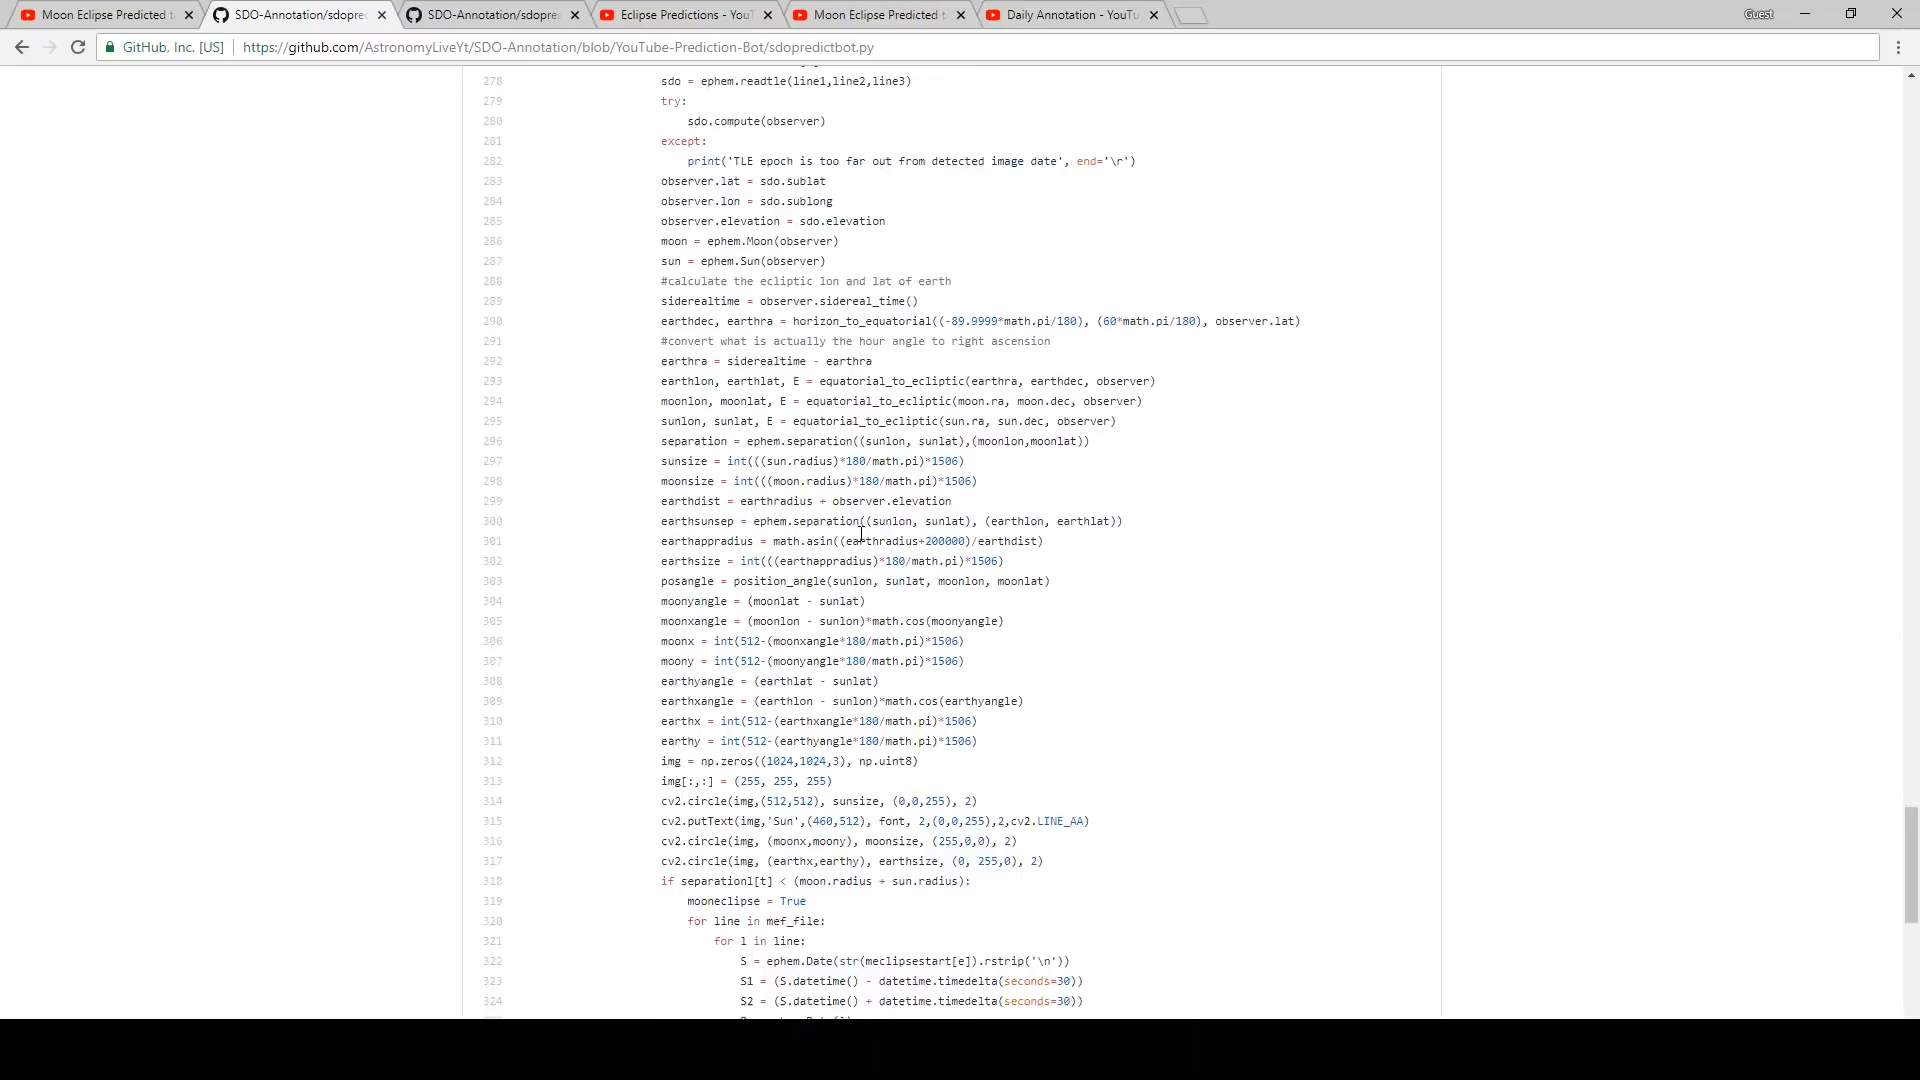 Moon Eclipse Predicted t
SDO-Annotation/sdopred
SDO-Annotation/sdopre
Eclipse Predictions - You
Moon Eclipse Predicted t
Daily Annotation - YouTu
Guest
GitHub, Inc. [US]
https://github.com/AstronomyLiveYt/SDO-Annotation/blob/YouTube-Prediction-Bot/sdopredictbot.py
278 sdo = ephem.readtle(line1,line2,line3)
279 try:
280 sdo.compute(observer)
281 except:
282 print('TLE epoch is too far out from detected image date', end='\r')
283 observer.lat = sdo.sublat
284 observer.lon = sdo.sublong
285 observer.elevation = sdo.elevation
286 moon = ephem.Moon(observer)
287 sun = ephem.Sun(observer)
288 #calculate the ecliptic lon and lat of earth
289 siderealtime = observer.sidereal_time()
290 earthdec, earthra = horizon_to_equatorial((-89.9999*math.pi/180), (60*math.pi/180), observer.lat)
291 #convert what is actually the hour angle to right ascension
292 earthra = siderealtime - earthra
293 earthlon, earthlat, E = equatorial_to_ecliptic(earthra, earthdec, observer)
294 moonlon, moonlat, E = equatorial_to_ecliptic(moon.ra, moon.dec, observer)
295 sunlon, sunlat, E = equatorial_to_ecliptic(sun.ra, sun.dec, observer)
296 separation = ephem.separation((sunlon, sunlat),(moonlon,moonlat))
297 sunsize = int(((sun.radius)*180/math.pi)*1506)
298 moonsize = int(((moon.radius)*180/math.pi)*1506)
299 earthdist = earthradius + observer.elevation
300 earthsunsep = ephem.separation((sunlon, sunlat), (earthlon, earthlat))
301 earthappradius = math.asin((earthradius+200000)/earthdist)
302 earthsize = int(((earthappradius)*180/math.pi)*1506)
303 posangle = position_angle(sunlon, sunlat, moonlon, moonlat)
304 moonyangle = (moonlat - sunlat)
305 moonxangle = (moonlon - sunlon)*math.cos(moonyangle)
306 moonx = int(512-(moonxangle*180/math.pi)*1506)
307 moony = int(512-(moonyangle*180/math.pi)*1506)
308 earthyangle = (earthlat - sunlat)
309 earthxangle = (earthlon - sunlon)*math.cos(earthyangle)
310 earthx = int(512-(earthxangle*180/math.pi)*1506)
311 earthy = int(512-(earthyangle*180/math.pi)*1506)
312 img = np.zeros((1024,1024,3), np.uint8)
313 img[:,:] = (255, 255, 255)
314 cv2.circle(img,(512,512), sunsize, (0,0,255), 2)
315 cv2.putText(img,'Sun',(460,512), font, 2,(0,0,255),2,cv2.LINE_AA)
316 cv2.circle(img, (moonx,moony), moonsize, (255,0,0), 2)
317 cv2.circle(img, (earthx,earthy), earthsize, (0, 255,0), 2)
318 if separationl[t] < (moon.radius + sun.radius):
319 mooneclipse = True
320 for line in mef_file:
321 for l in line:
322 S = ephem.Date(str(meclipsestart[e]).rstrip('\n'))
323 S1 = (S.datetime() - datetime.timedelta(seconds=30))
324 S2 = (S.datetime() + datetime.timedelta(seconds=30))